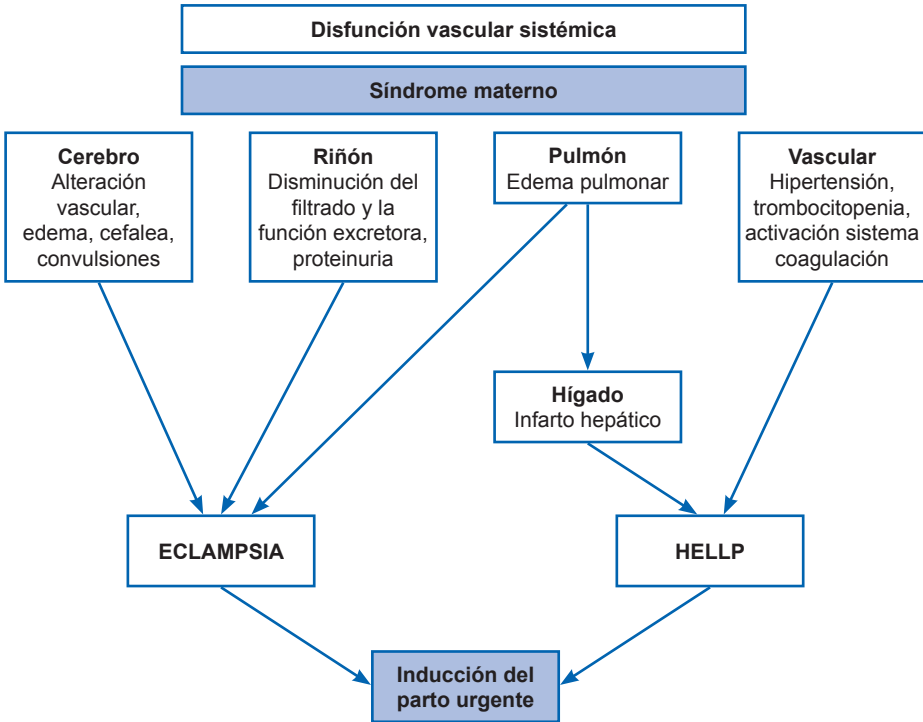 Disfunción vascular sistémica
Síndrome materno
Cerebro
Alteración
vascular,
edema, cefalea,
convulsiones
Riñón
Disminución del
filtrado y la
función excretora,
proteinuria
Pulmón
Edema pulmonar
Vascular
Hipertensión,
trombocitopenia,
activación sistema
coagulación
Hígado
Infarto hepático
ECLAMPSIA
HELLP
Inducción del
parto urgente